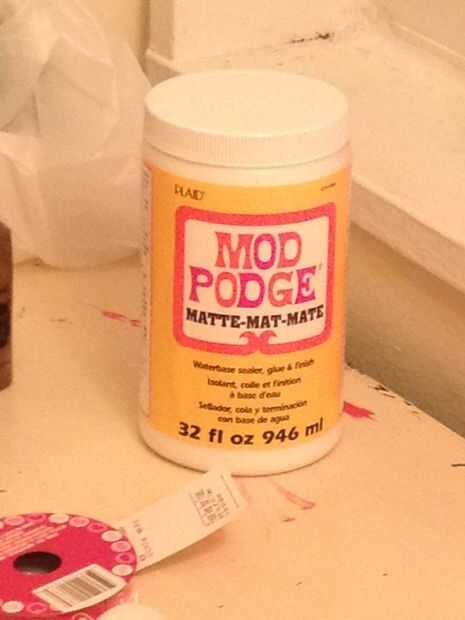 PLAID
MOD
PODGE
MATTE-MAT-MATE
Waterbase sealer, glue & finish
Isolant, colle et finition
à base d'eau
Sellador, cola y terminación
con base de agua
32 fl oz 946 ml